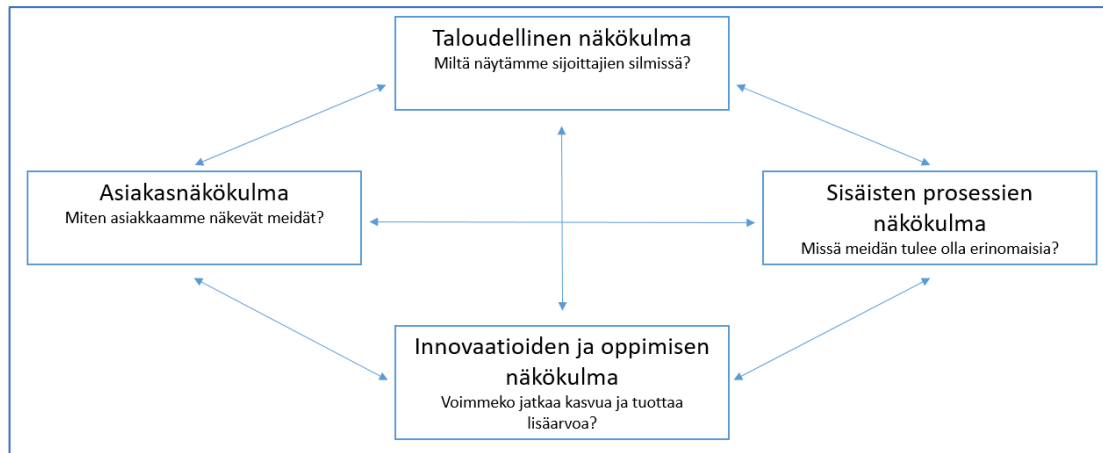 Taloudellinen näkökulma
Miltä näytämme sijoittajien silmissä?
Asiakasnäkökulma
Miten asiakkaamme näkevät meidät?
Sisäisten prosessien
näkökulma
Missä meidän tulee olla erinomaisia?
Innovaatioiden ja oppimisen
näkökulma
Voimmeko jatkaa kasvua ja tuottaa
lisäarvoa?